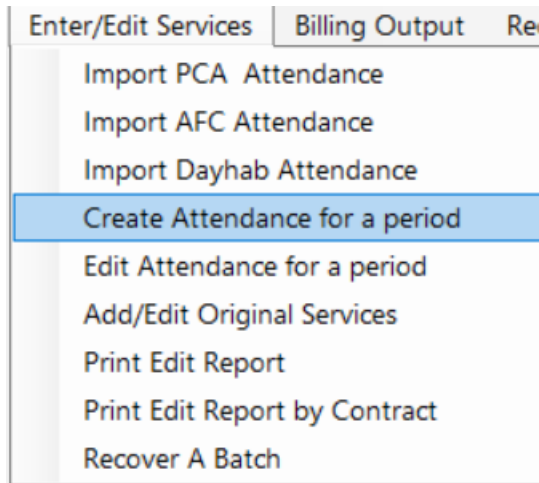 Enter/Edit Services Billing Output
Import PCA  Attendance
Import AFC Attendance
Import Dayhab Attendance
Create Attendance for a period
Edit Attendance for a period
Add/Edit Original Services
Print Edit Report
Print Edit Report by Contract
Recover A Batch